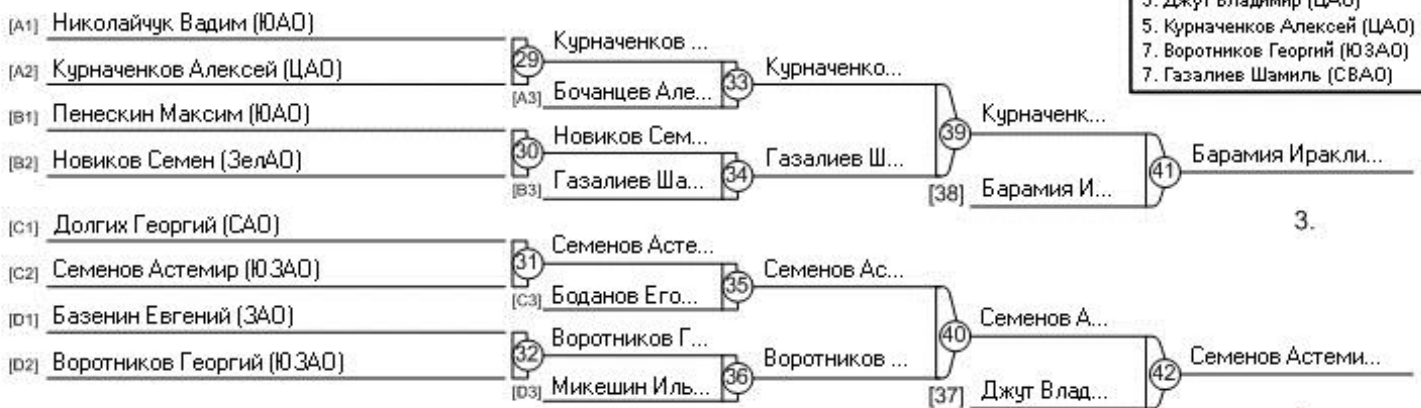 5. Джут Владимир (ЦАО)
5. Курначенков Алексей (ЦАО)
7. Воротников Георгий (ЮЗАО)
7. Газалиев Шамиль (СВАО)
[A1] Николайчук Вадим (ЮАО)
29 Курначенков ...
[A2] Курначенков Алексей (ЦАО)
33 Курначенко...
[A3] Бочанцев Але...
[B1] Пенескин Максим (ЮАО)
39 Курначенк...
30 Новиков Сем...
[B2] Новиков Семен (ЗелАО)
34 Газалиев Ш...
41 Барамия Иракли...
[B3] Газалиев Ша...
[38] Барамия И...
3.
[C1] Долгих Георгий (САО)
31 Семенов Асте...
[C2] Семенов Астемир (ЮЗАО)
35 Семенов Ас...
[C3] Боданов Его...
[D1] Базенин Евгений (ЗАО)
40 Семенов А...
32 Воротников Г...
[D2] Воротников Георгий (ЮЗАО)
36 Воротников ...
42 Семенов Астеми...
[D3] Микешин Иль...
[37] Джут Влад...